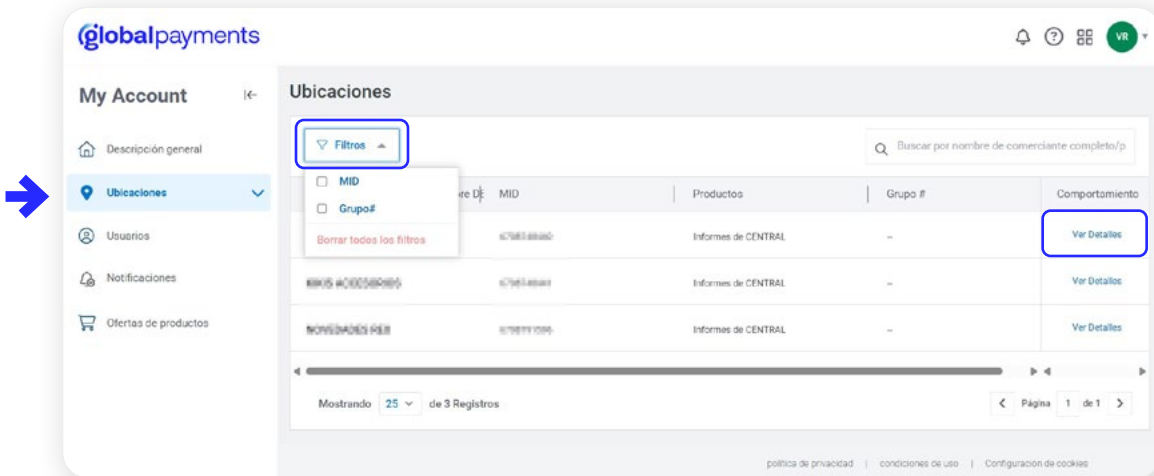 globalpayments
VR
My Account
Ubicaciones
Descripción general
Filtros
Buscar por nombre de comerciante completo/p
Ubicaciones
MID
Grupo#
Borrar todos los filtros
MID
Productos
Grupo #
Comportamiento
Usuarios
Informes de CENTRAL
--
Ver Detalles
Notificaciones
Informes de CENTRAL
--
Ver Detalles
Ofertas de productos
Informes de CENTRAL
--
Ver Detalles
Mostrando 25 de 3 Registros
Página 1 de 1
política de privacidad | condiciones de uso | Configuracion de cookies